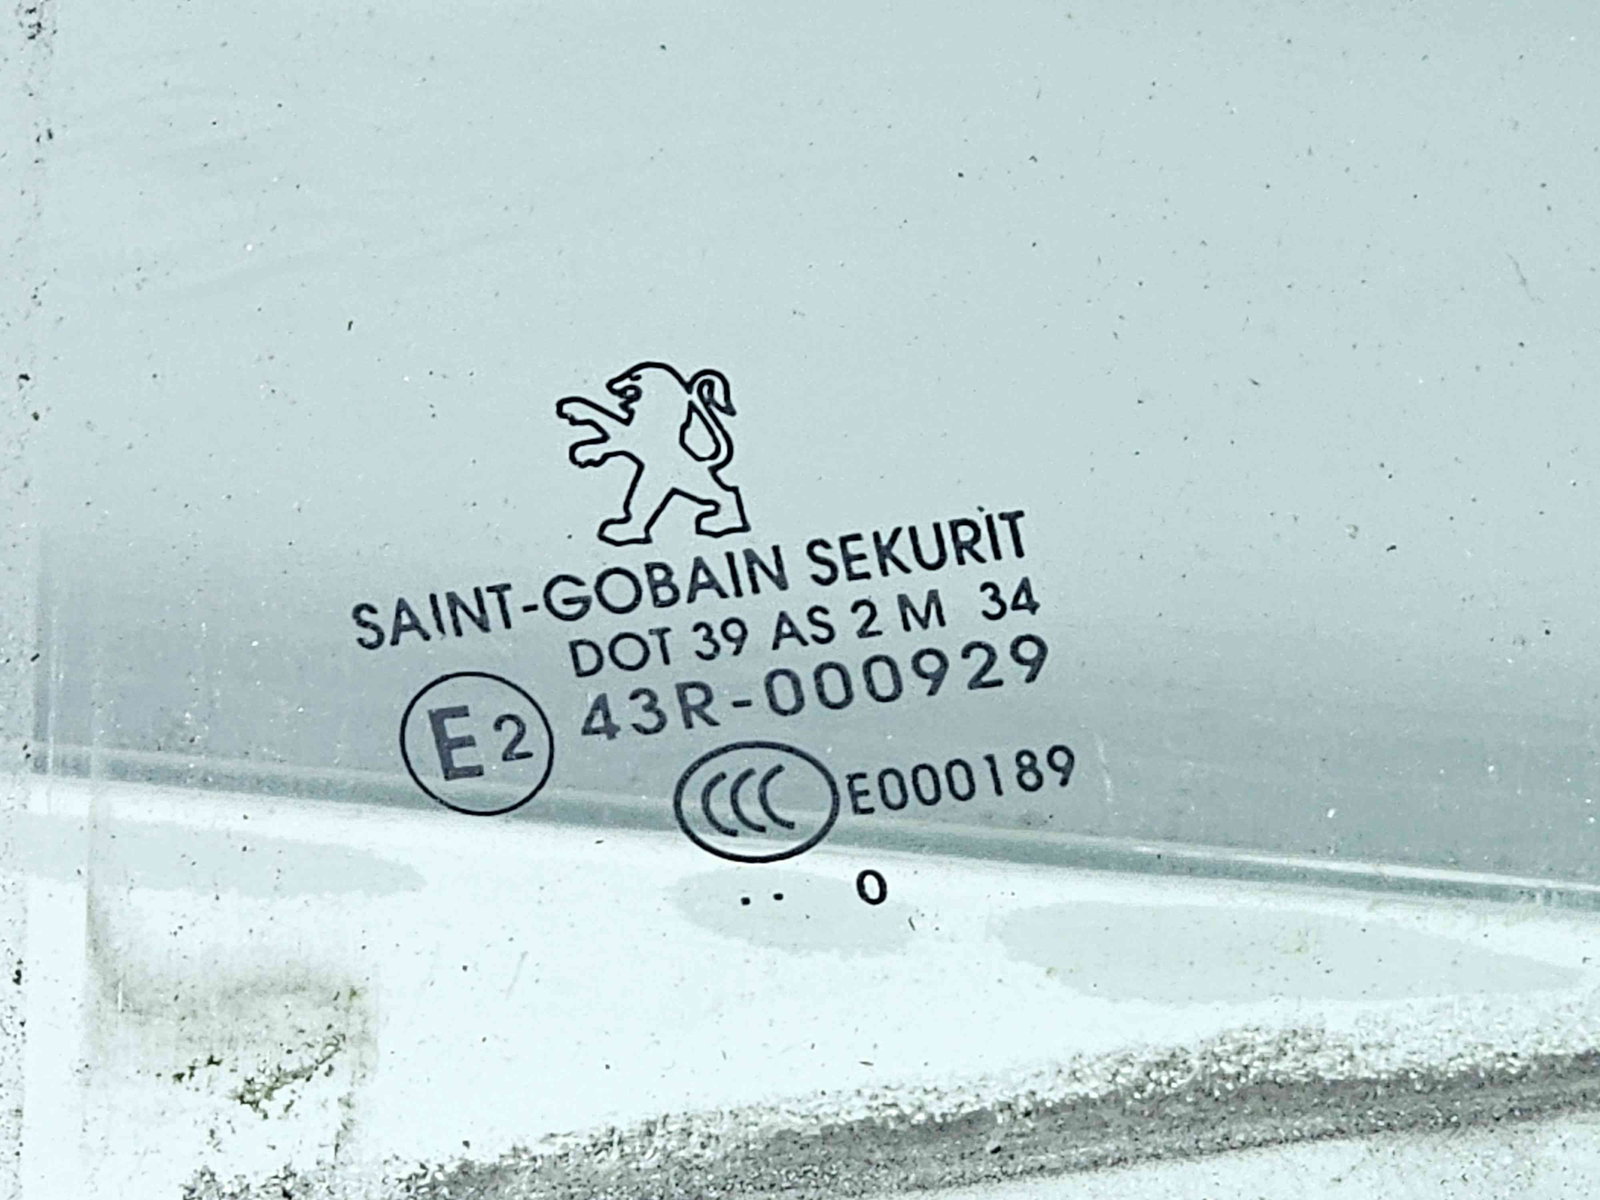 SAINT-GOBAIN SEKURIT
DOT 39 AS 2 M 34
E2 43R-000929
CCC E000189
.. 0